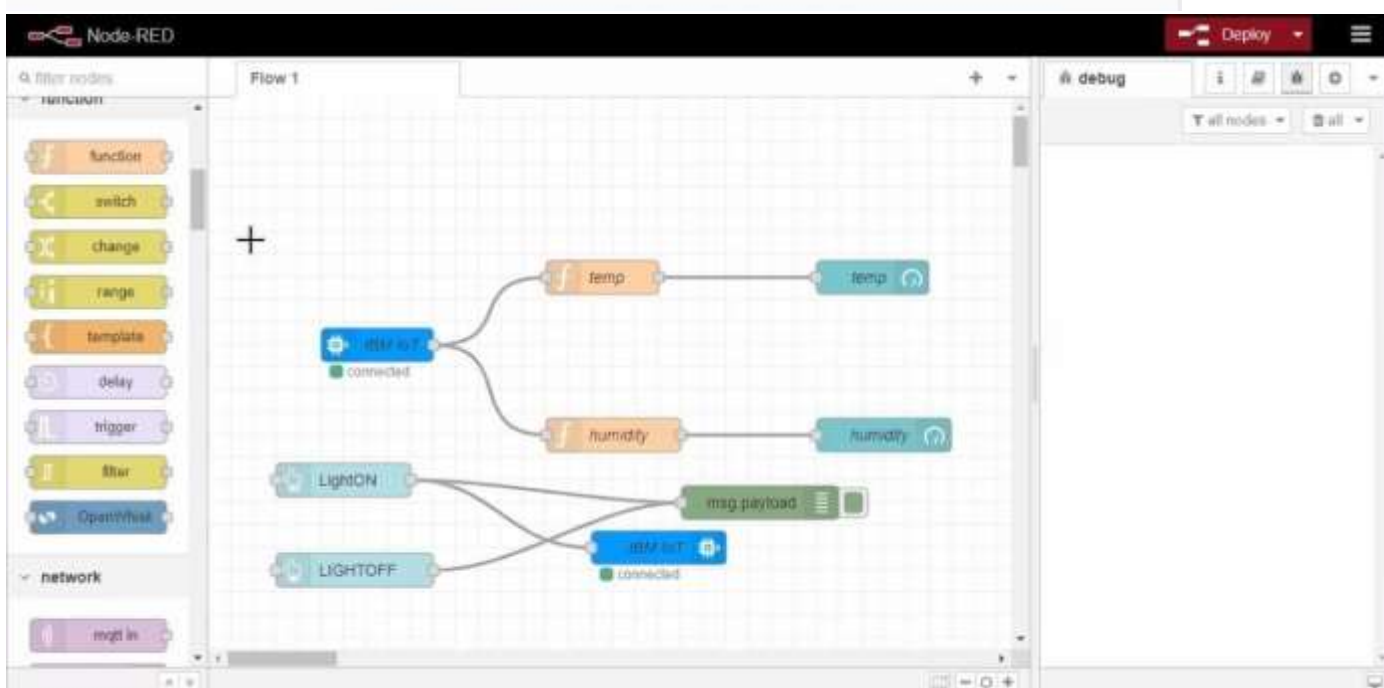 Node-RED
Deploy
filter nodes
Flow 1
debug
i
all nodes
all
function
function
switch
change
range
template
delay
trigger
filter
OpenWhisk
network
mqtt in
temp
temp
IBM IoT
connected
humidity
humidity
LightON
msg.payload
IBM IoT
connected
LIGHTOFF